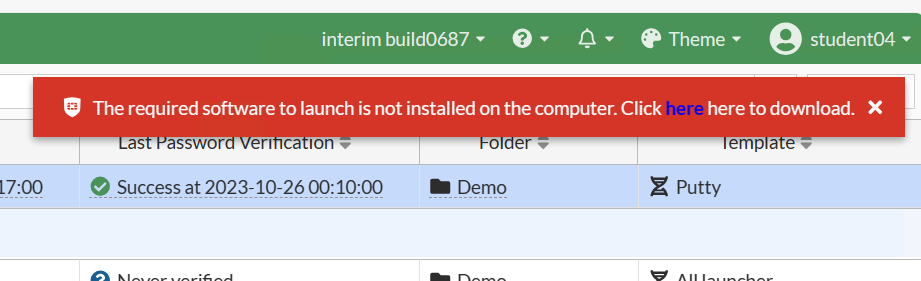 interim build0687 Theme student04
The required software to launch is not installed on the computer. Click here here to download.
Last Password Verification Folder Template
17:00 Success at 2023-10-26 00:10:00 Demo Putty
Never verified Demo AII launcher